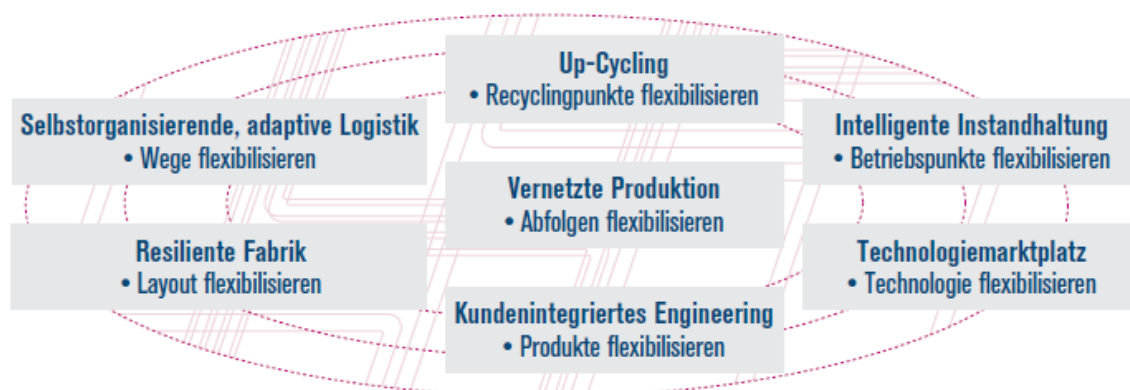 Up-Cycling
• Recyclingpunkte flexibilisieren
Selbstorganisierende, adaptive Logistik
• Wege flexibilisieren
Intelligente Instandhaltung
• Betriebspunkte flexibilisieren
Vernetzte Produktion
• Abfolgen flexibilisieren
Resiliente Fabrik
• Layout flexibilisieren
Technologiemarktplatz
• Technologie flexibilisieren
Kundenintegriertes Engineering
• Produkte flexibilisieren